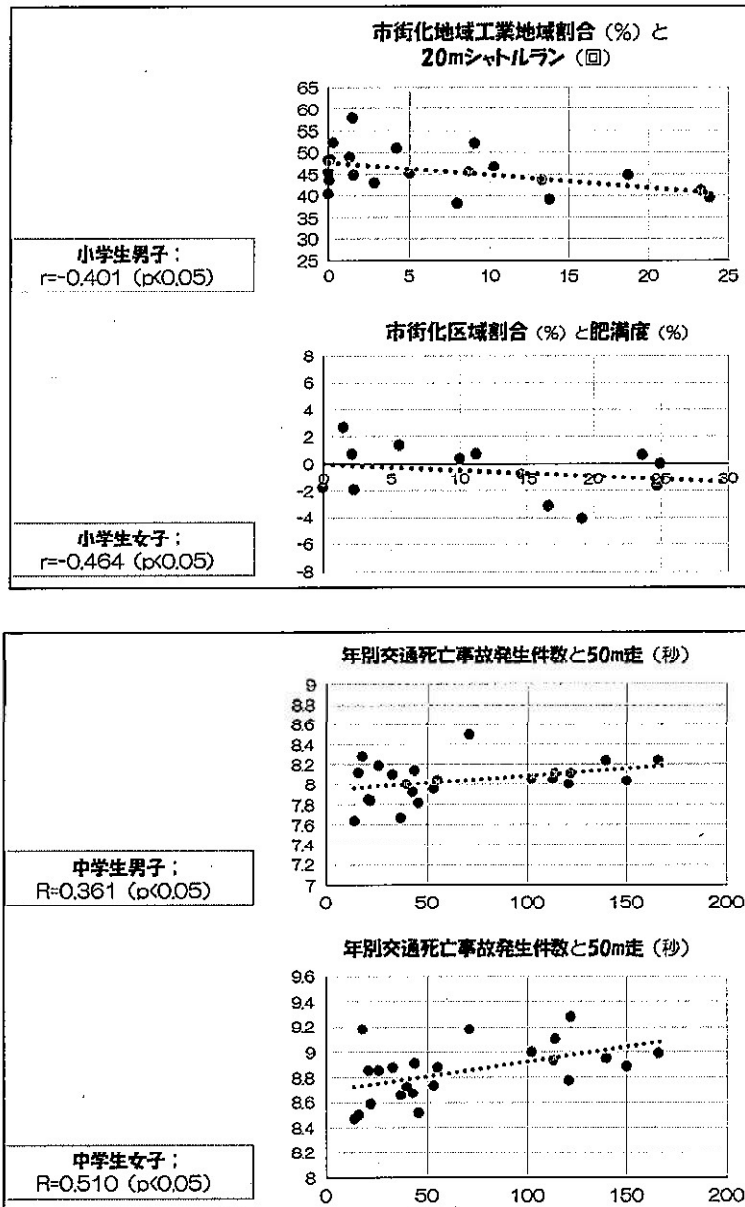 市街化地域工業地域割合 (%) と
20mシャトルラン (回)
65
60
55
50
45
40
35
30
25
0 5 10 15 20 25
小学生男子;
r=-0.401 (p<0.05)
市街化区域割合 (%) と肥満度 (%)
8
6
4
2
0
-2
-4
-6
-8
0 5 10 15 20 25 30
小学生女子;
r=-0.464 (p<0.05)
年別交通死亡事故発生件数と50m走 (秒)
9
8.8
8.6
8.4
8.2
8
7.8
7.6
7.4
7.2
7
0 50 100 150 200
中学生男子;
R=0.361 (p<0.05)
年別交通死亡事故発生件数と50m走 (秒)
9.6
9.4
9.2
9
8.8
8.6
8.4
8.2
8
0 50 100 150 200
中学生女子;
R=0.510 (p<0.05)